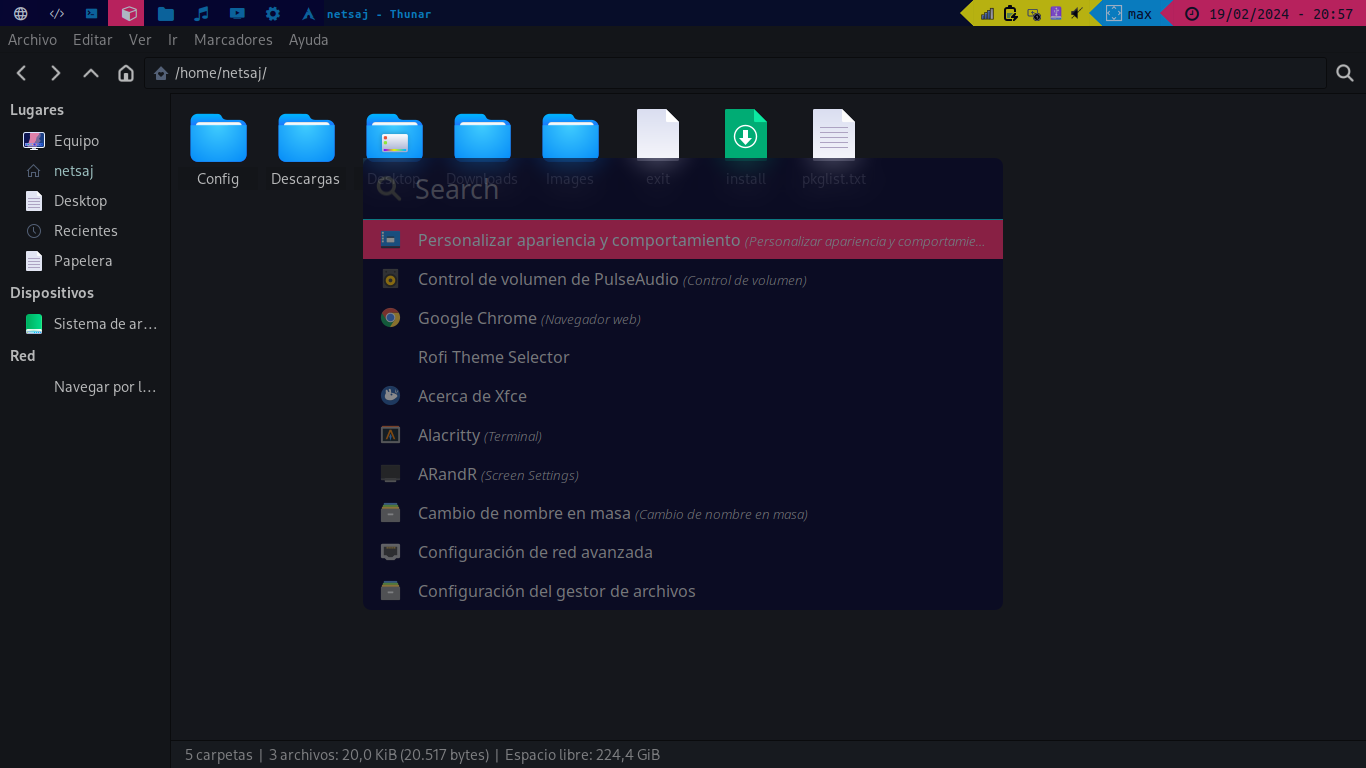 netsaj - Thunar
max
19/02/2024 - 20:57
Archivo Editar Ver Ir Marcadores Ayuda
/home/netsaj/
Lugares
Equipo
netsaj
Desktop
Recientes
Papelera
Dispositivos
Sistema de ar...
Red
Navegar por l...
Config Descargas Desktop Downloads Images exit install pkglist.txt
Search
Personalizar apariencia y comportamiento (Personalizar apariencia y comportamie...
Control de volumen de PulseAudio (Control de volumen)
Google Chrome (Navegador web)
Rofi Theme Selector
Acerca de Xfce
Alacritty (Terminal)
ARandR (Screen Settings)
Cambio de nombre en masa (Cambio de nombre en masa)
Configuración de red avanzada
Configuración del gestor de archivos
5 carpetas | 3 archivos: 20,0 KiB (20.517 bytes) | Espacio libre: 224,4 GiB